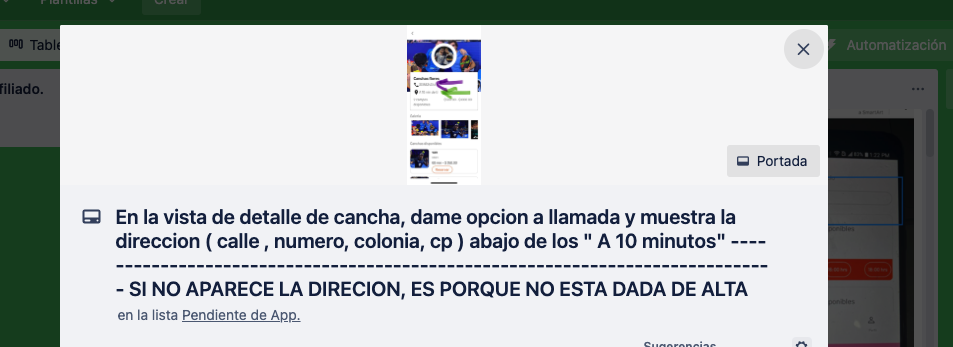 Plantillas
Crear
Table
Automatización
filiado.
Portada
En la vista de detalle de cancha, dame opcion a llamada y muestra la
direccion ( calle , numero, colonia, cp ) abajo de los " A 10 minutos" ----
--------------------------------------------------------------------------
- SI NO APARECE LA DIRECION, ES PORQUE NO ESTA DADA DE ALTA
en la lista Pendiente de App.
Sugerencias